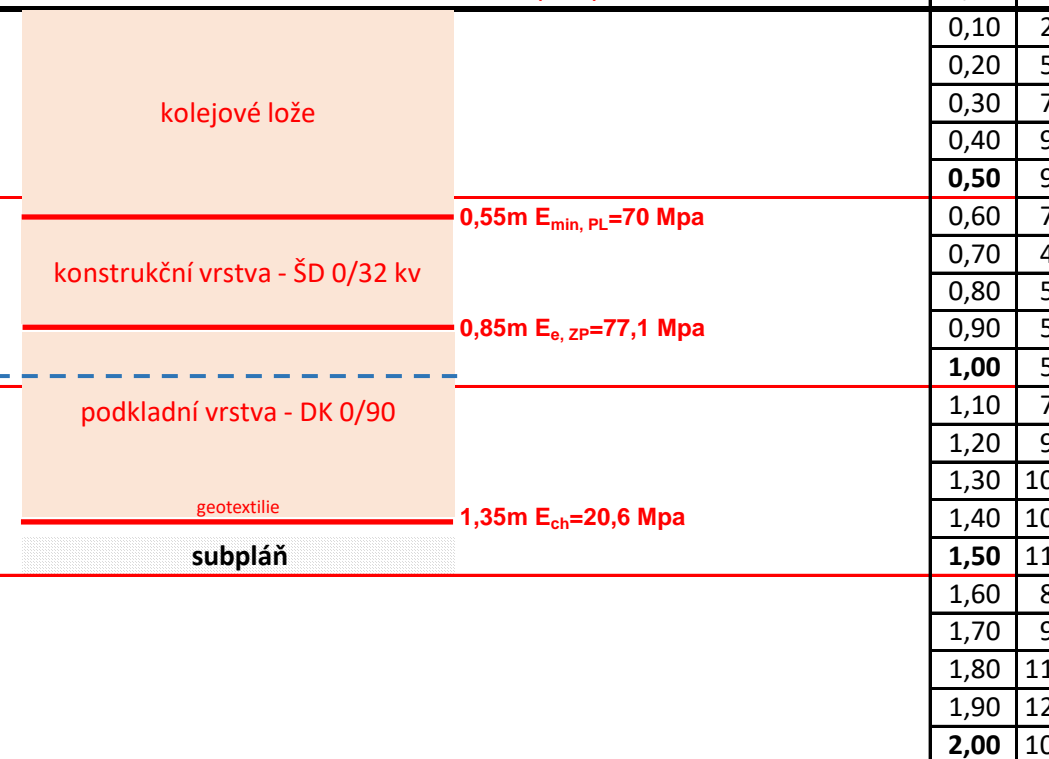 0,10
0,20
kolejové lože
0,30
0,40
0,50
0,55m E min, PL=70 Mpa
0,60
0,70
konstrukční vrstva - ŠD 0/32 kv
0,80
0,85m E e, ZP=77,1 Mpa
0,90
1,00
podkladní vrstva - DK 0/90
1,10
1,20
1,30
geotextilie
1,35m E ch=20,6 Mpa
1,40
subpláň
1,50
1,60
1,70
1,80
1,90
2,00